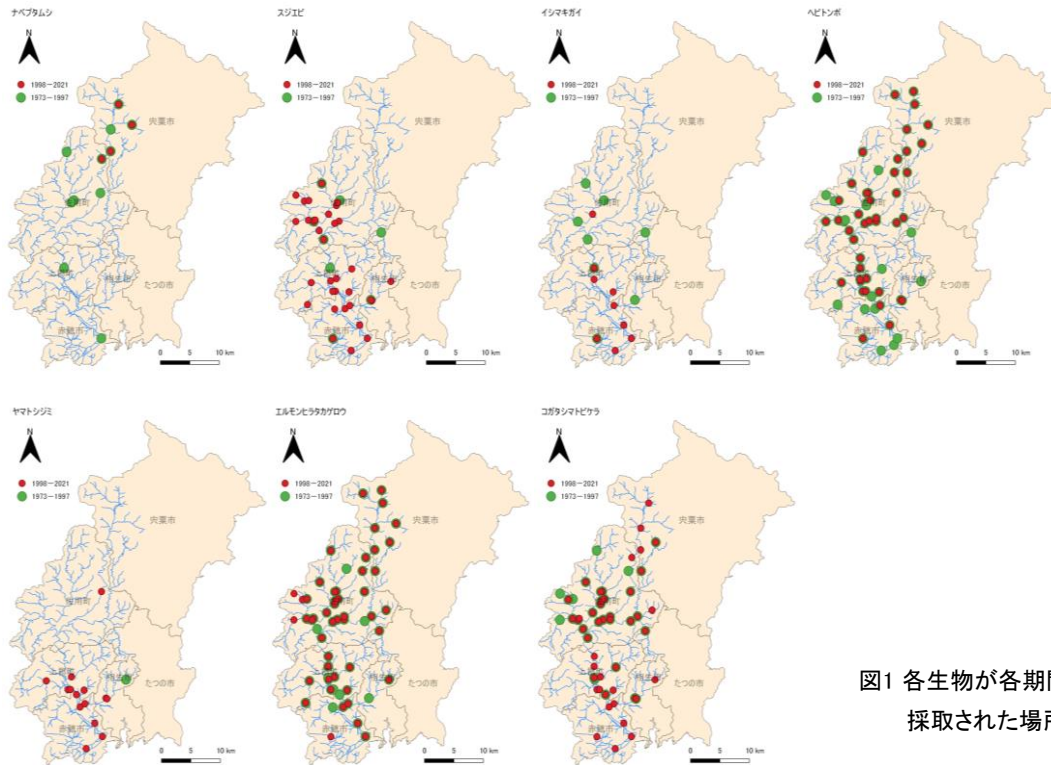 ナベブタムシ
N
1998－2021
1973－1997
宍粟市
0 5 10 km
スジエビ
N
1998－2021
1973－1997
宍粟市
たつの市
赤穂市
0 5 10 km
イシマキガイ
N
1998－2021
1973－1997
宍粟市
たつの市
赤穂市
0 5 10 km
ヘビトンボ
N
1998－2021
1973－1997
宍粟市
たつの市
赤穂市
0 5 10 km
ヤマトシジミ
N
1998－2021
1973－1997
宍粟市
たつの市
赤穂市
0 5 10 km
エルモンヒラタカゲロウ
N
1998－2021
1973－1997
宍粟市
たつの市
0 5 10 km
コガタシマトビケラ
N
1998－2021
1973－1997
宍粟市
たつの市
赤穂市
0 5 10 km
図1 各生物が各期間
採取された場所